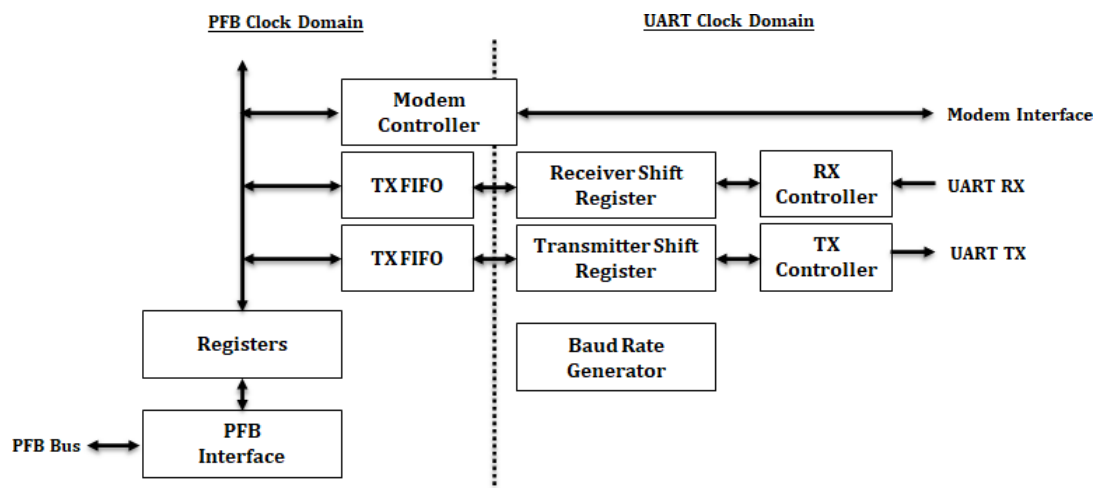 PFB Clock Domain
UART Clock Domain
Modem
Controller
Modem Interface
TX FIFO
Receiver Shift
Register
RX
Controller
UART RX
TX FIFO
Transmitter Shift
Register
TX
Controller
UART TX
Registers
Baud Rate
Generator
PFB Bus
PFB
Interface